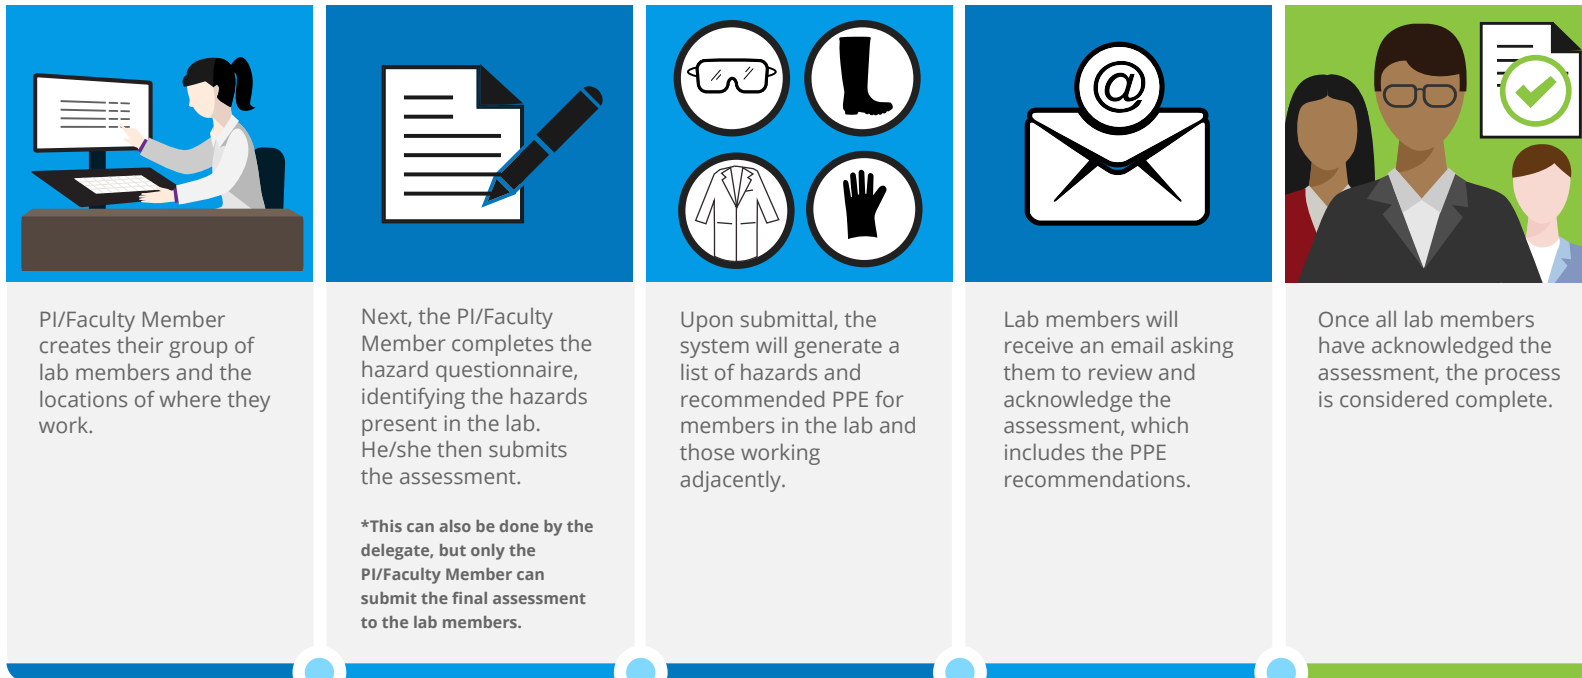 PI/Faculty Member
creates their group of
lab members and the
locations of where they
work.
Next, the PI/Faculty
Member completes the
hazard questionnaire,
identifying the hazards
present in the lab.
He/she then submits
the assessment.
*This can also be done by the
delegate, but only the
PI/Faculty Member can
submit the final assessment
to the lab members.
Upon submittal, the
system will generate a
list of hazards and
recommended PPE for
members in the lab and
those working
adjacently.
@
Lab members will
receive an email asking
them to review and
acknowledge the
assessment, which
includes the PPE
recommendations.
Once all lab members
have acknowledged the
assessment, the process
is considered complete.